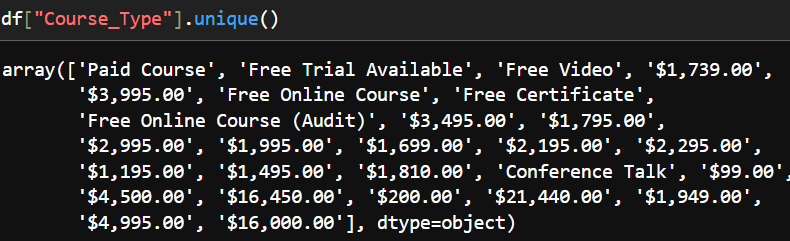 df["Course_Type"].unique()
array(['Paid Course', 'Free Trial Available', 'Free Video', '$1,739.00',
'$3,995.00', 'Free Online Course', 'Free Certificate',
'Free Online Course (Audit)', '$3,495.00', '$1,795.00',
'$2,995.00', '$1,995.00', '$1,699.00', '$2,195.00', '$2,295.00',
'$1,195.00', '$1,495.00', '$1,810.00', 'Conference Talk', '$99.00',
'$4,500.00', '$16,450.00', '$200.00', '$21,440.00', '$1,949.00',
'$4,995.00', '$16,000.00'], dtype=object)